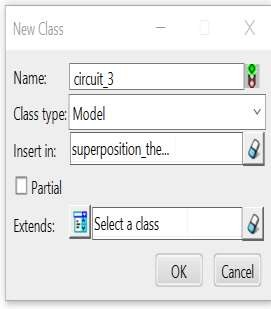 New Class
Name: circuit_3
Class type: Model
Insert in: superposition_the...
Partial
Extends: Select a class
OK Cancel